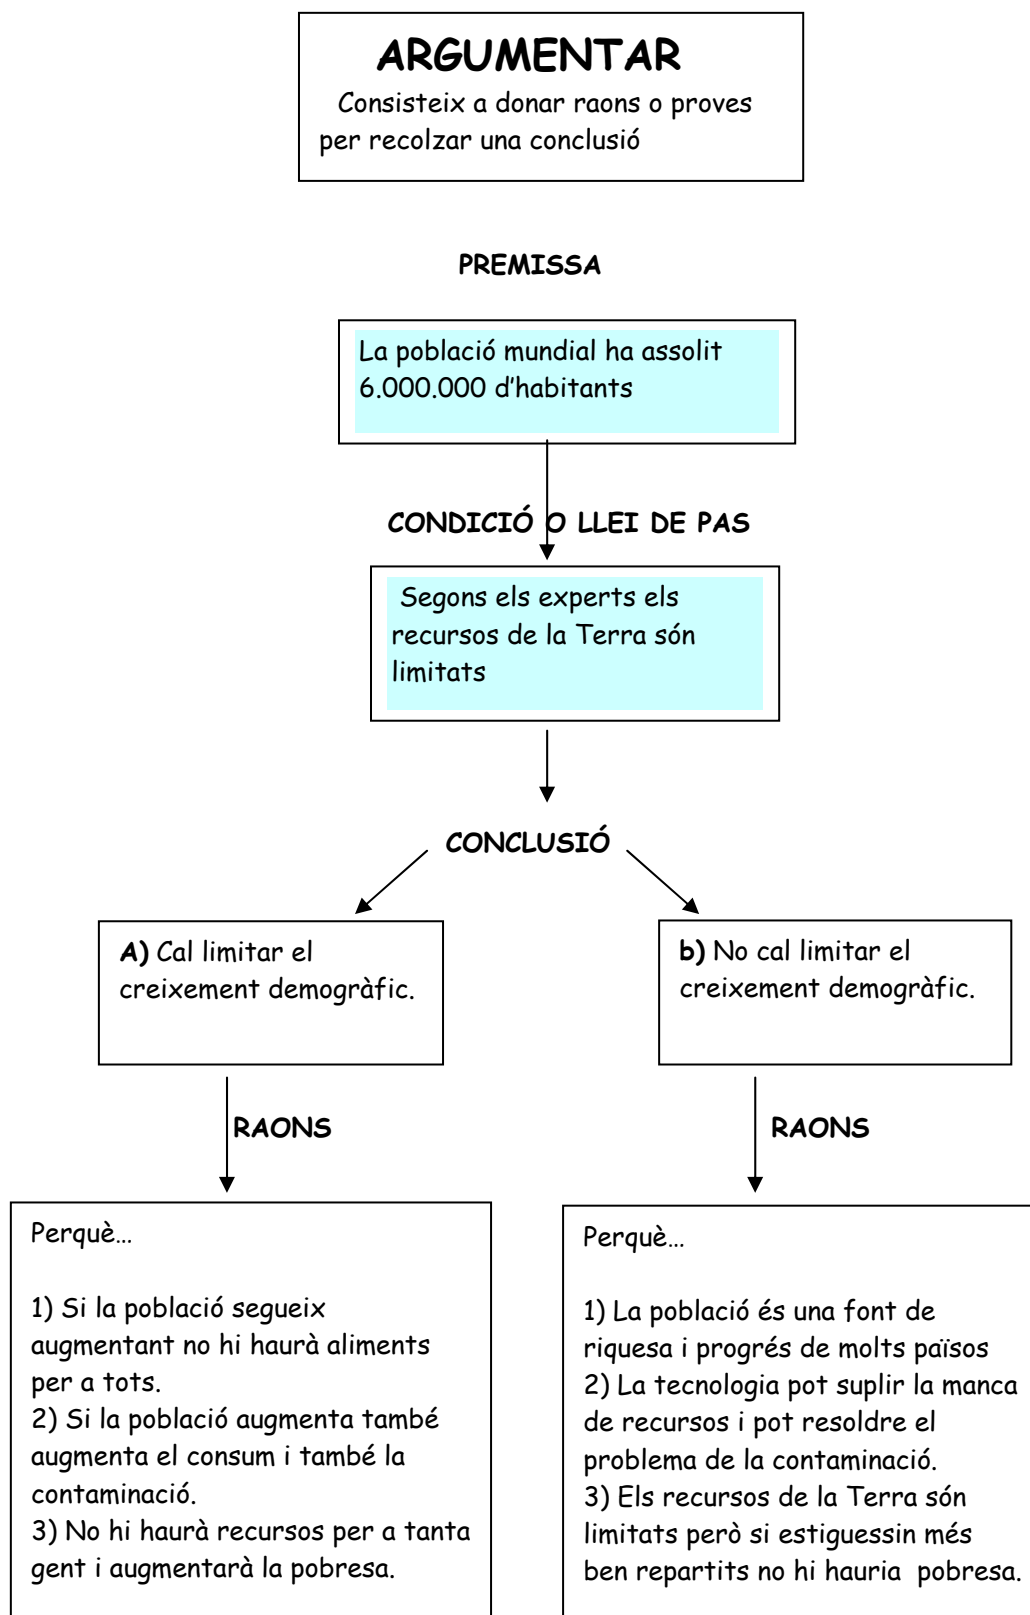 ARGUMENTAR
Consisteix a donar raons o proves
per recolzar una conclusió
PREMISSA
La població mundial ha assolit
6.000.000 d'habitants
CONDICIÓ O LLEI DE PAS
Segons els experts els
recursos de la Terra són
limitats
CONCLUSIÓ
A) Cal limitar el
creixement demogràfic.
b) No cal limitar el
creixement demogràfic.
RAONS
RAONS
Perquè...
1) Si la població segueix
augmentant no hi haurà aliments
per a tots.
2) Si la població augmenta també
augmenta el consum i també la
contaminació.
3) No hi haurà recursos per a tanta
gent i augmentarà la pobresa.
Perquè...
1) La població és una font de
riquesa i progrés de molts països
2) La tecnologia pot suplir la manca
de recursos i pot resoldre el
problema de la contaminació.
3) Els recursos de la Terra són
limitats però si estiguessin més
ben repartits no hi hauria pobresa.